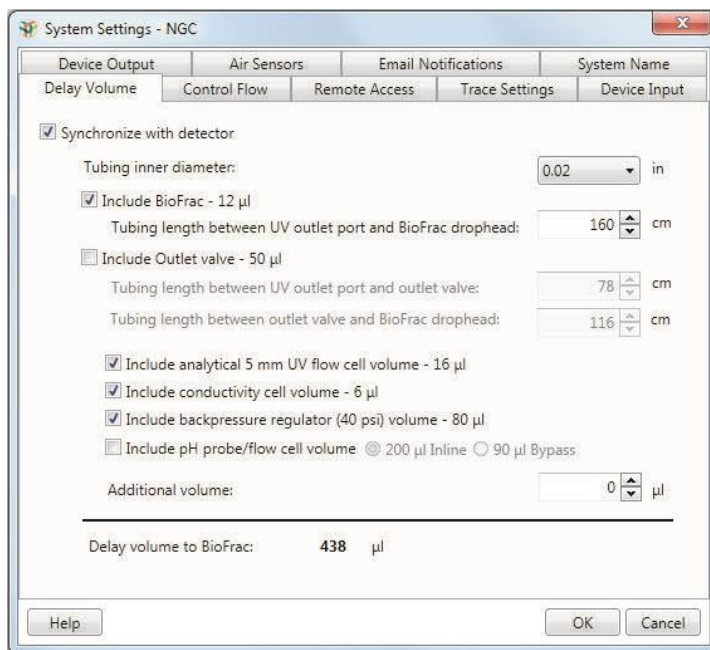 System Settings - NGC
Device Output Air Sensors Email Notifications System Name
Delay Volume Control Flow Remote Access Trace Settings Device Input
Synchronize with detector
Tubing inner diameter: 0.02 in
Include BioFrac - 12 µl
Tubing length between UV outlet port and BioFrac drophead: 160 cm
Include Outlet valve - 50 µl
Tubing length between UV outlet port and outlet valve: 78 cm
Tubing length between outlet valve and BioFrac drophead: 116 cm
Include analytical 5 mm UV flow cell volume - 16 µl
Include conductivity cell volume - 6 µl
Include backpressure regulator (40 psi) volume - 80 µl
Include pH probe/flow cell volume 200 µl Inline 90 µl Bypass
Additional volume: 0 µl
Delay volume to BioFrac: 438 µl
Help OK Cancel